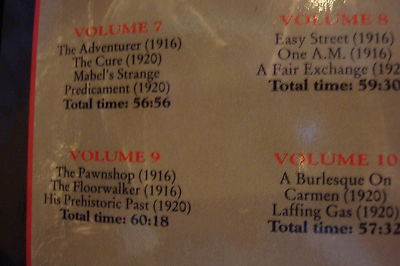 VOLUME 7
The Adventurer (1916)
The Cure (1920)
Mabel's Strange
Predicament (1920)
Total time: 56:56
VOLUME 8
Easy Street (1916)
One A.M. (1916)
A Fair Exchange (192
Total time: 59:30
VOLUME 9
The Pawnshop (1916)
The Floorwalker (1916)
His Prehistoric Past (1920)
Total time: 60:18
VOLUME 10
A Burlesque On
Carmen (1920)
Laffing Gas (1920)
Total time: 57:32